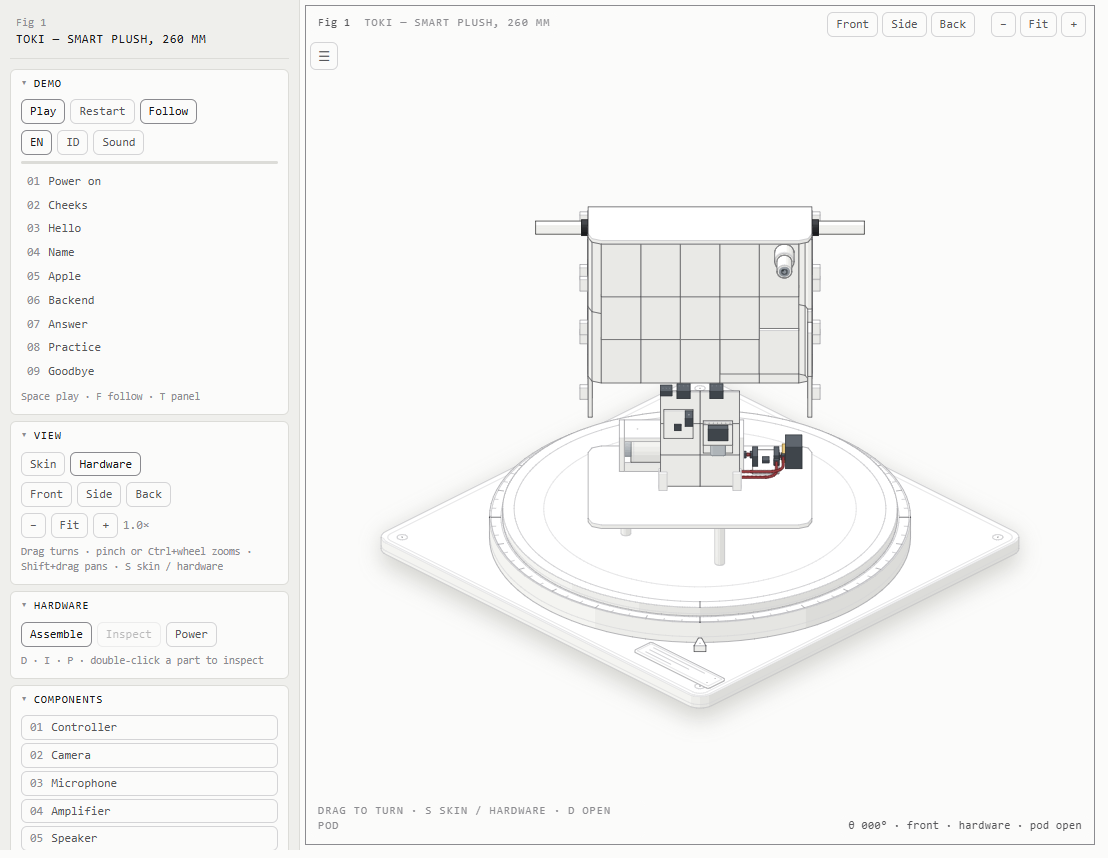 Fig 1
TOKI — SMART PLUSH, 260 MM
DEMO
Play Restart Follow
EN ID Sound
01 Power on
02 Cheeks
03 Hello
04 Name
05 Apple
06 Backend
07 Answer
08 Practice
09 Goodbye
Space play · F follow · T panel
VIEW
Skin Hardware
Front Side Back
− Fit + 1.0×
Drag turns · pinch or Ctrl+wheel zooms ·
Shift+drag pans · S skin / hardware
HARDWARE
Assemble Inspect Power
D · I · P · double-click a part to inspect
COMPONENTS
01 Controller
02 Camera
03 Microphone
04 Amplifier
05 Speaker
Fig 1 TOKI — SMART PLUSH, 260 MM
Front Side Back − Fit +
DRAG TO TURN · S SKIN / HARDWARE · D OPEN
POD
θ 000° · front · hardware · pod open